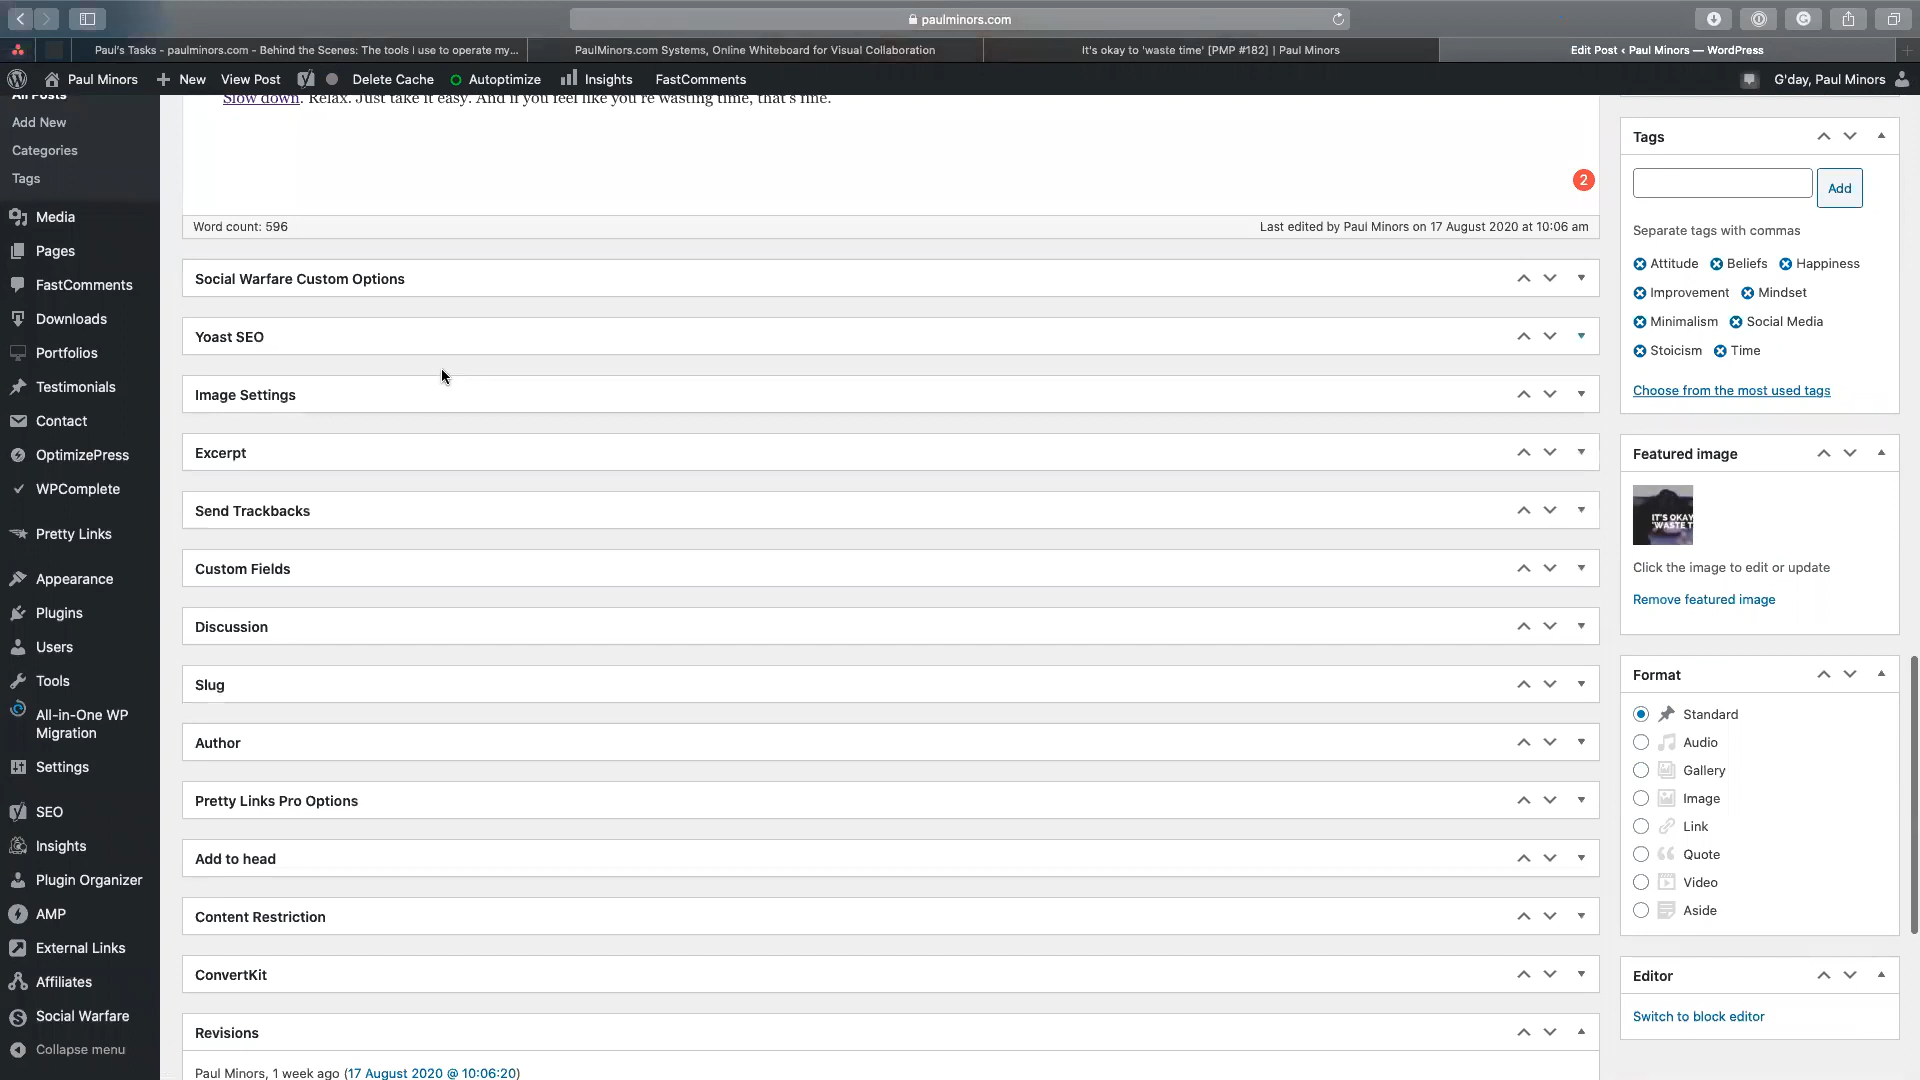 paulminors.com
Paul's Tasks - paulminors.com - Behind the Scenes: The tools I use to operate my...
PaulMinors.com Systems, Online Whiteboard for Visual Collaboration
It's okay to 'waste time' [PMP #182] | Paul Minors
Edit Post ‹ Paul Minors — WordPress
Paul Minors
New
View Post
Delete Cache
Autoptimize
Insights
FastComments
G'day, Paul Minors
All Posts
Add New
Categories
Tags
Media
Pages
FastComments
Downloads
Portfolios
Testimonials
Contact
OptimizePress
WPComplete
Pretty Links
Appearance
Plugins
Users
Tools
All-in-One WP
Migration
Settings
SEO
Insights
Plugin Organizer
AMP
External Links
Affiliates
Social Warfare
Collapse menu
Slow down. Relax. Just take it easy. And if you feel like you're wasting time, that's fine.
2
Word count: 596
Last edited by Paul Minors on 17 August 2020 at 10:06 am
Social Warfare Custom Options
Yoast SEO
Image Settings
Excerpt
Send Trackbacks
Custom Fields
Discussion
Slug
Author
Pretty Links Pro Options
Add to head
Content Restriction
ConvertKit
Revisions
Paul Minors, 1 week ago (17 August 2020 @ 10:06:20)
Tags
Add
Separate tags with commas
Attitude Beliefs Happiness
Improvement Mindset
Minimalism Social Media
Stoicism Time
Choose from the most used tags
Featured image
IT'S OKAY
'WASTE T
Click the image to edit or update
Remove featured image
Format
Standard
Audio
Gallery
Image
Link
Quote
Video
Aside
Editor
Switch to block editor